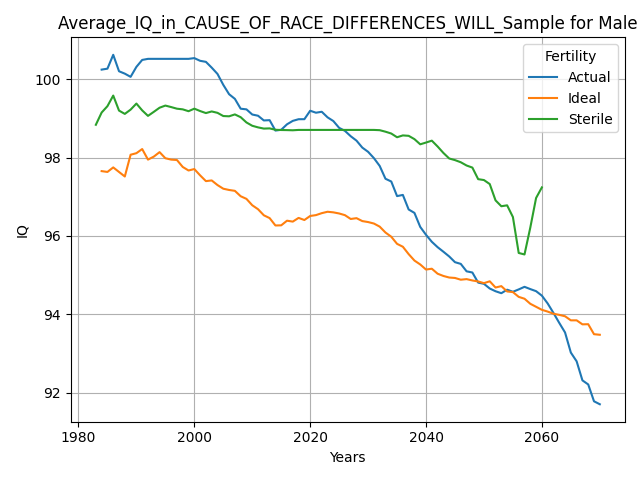 Average_IQ_in_CAUSE_OF_RACE_DIFFERENCES_WILL_Sample for Male
Fertility
Actual
Ideal
Sterile
IQ
100
98
96
94
92
1980
2000
2020
2040
2060
Years